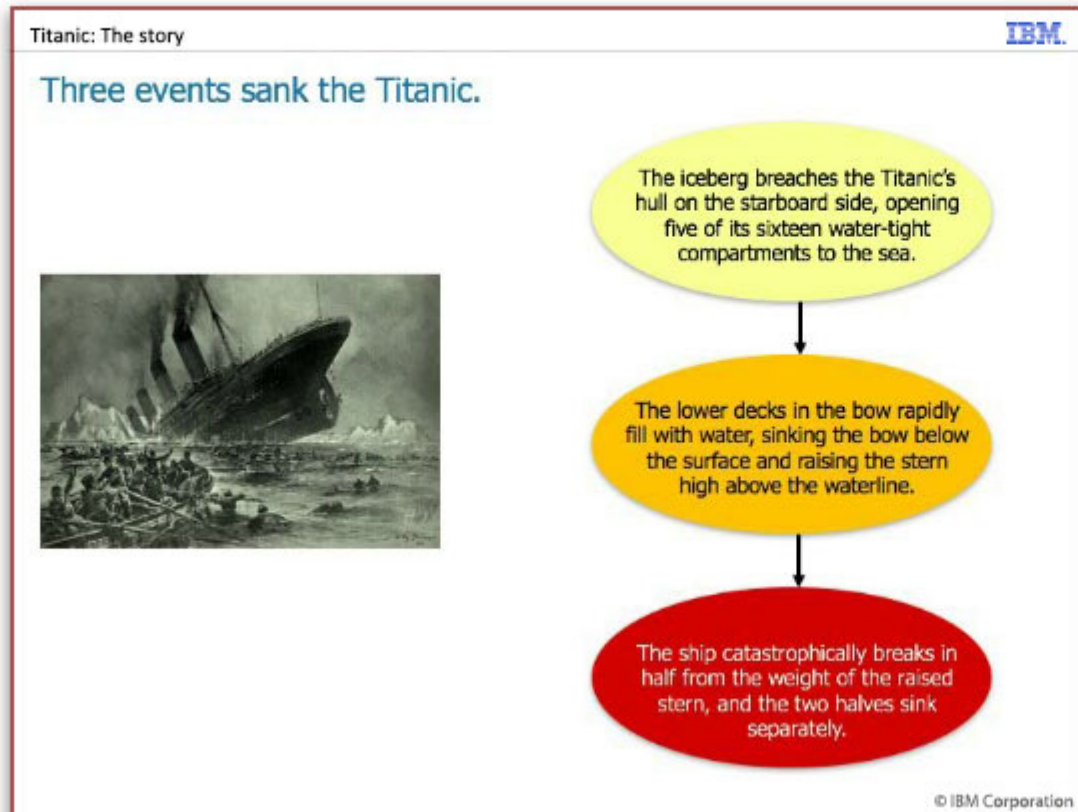 Titanic: The story
IBM.
Three events sank the Titanic.
The iceberg breaches the Titanic's
hull on the starboard side, opening
five of its sixteen water-tight
compartments to the sea.
The lower decks in the bow rapidly
fill with water, sinking the bow below
the surface and raising the stern
high above the waterline.
The ship catastrophically breaks in
half from the weight of the raised
stern, and the two halves sink
separately.
© IBM Corporation